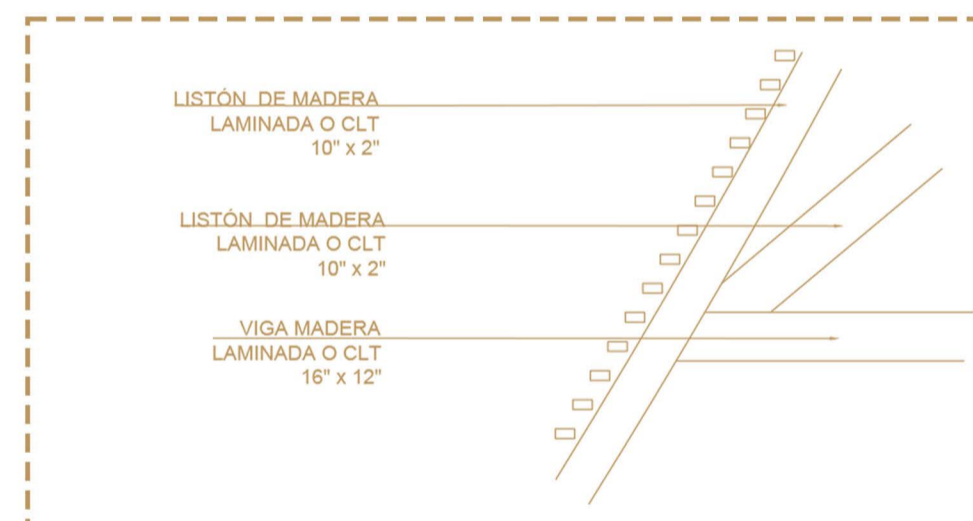 LISTÓN DE MADERA
LAMINADA O CLT
10" x 2"
LISTÓN DE MADERA
LAMINADA O CLT
10" x 2"
VIGA MADERA
LAMINADA O CLT
16" x 12"